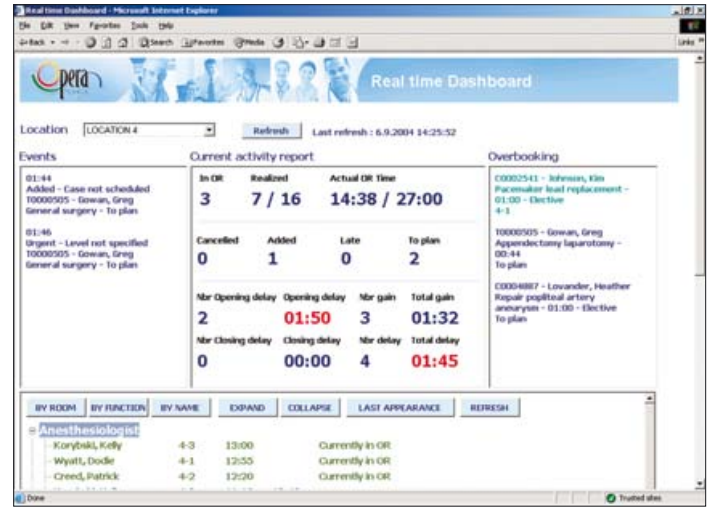 Real time Dashboard - Microsoft Internet Explorer
File Edit View Favorites Tools Help
Back Search Favorites Media Links
Opera
Real time Dashboard
Location LOCATION 4 Refresh Last refresh : 6.9.2004 14:25:52
Events Current activity report Overbooking
01:44
Added - Case not scheduled
T0000505 - Gowan, Greg
General surgery - To plan
01:46
Urgent - Level not specified
T0000505 - Gowan, Greg
General surgery - To plan
In OR Realized Actual OR Time
3 7 / 16 14:38 / 27:00
Cancelled Added Late To plan
0 1 0 2
Nbr Opening delay Opening delay Nbr gain Total gain
2 01:50 3 01:32
Nbr Closing delay Closing delay Nbr delay Total delay
0 00:00 4 01:45
C0002541 - Johnson, Kim
Pacemaker lead replacement -
01:00 - Elective
4-1
T0000505 - Gowan, Greg
Appendectomy laparotomy -
00:44
To plan
C0004887 - Lovander, Heather
Repair popliteal artery
aneurysm - 01:00 - Elective
To plan
BY ROOM BY FUNCTION BY NAME EXPAND COLLAPSE LAST APPEARANCE REFRESH
Anesthesiologist
Korybski, Kelly 4-3 13:00 Currently in OR
Wyatt, Dodie 4-1 12:55 Currently in OR
Creed, Patrick 4-2 12:20 Currently in OR
Done Trusted sites